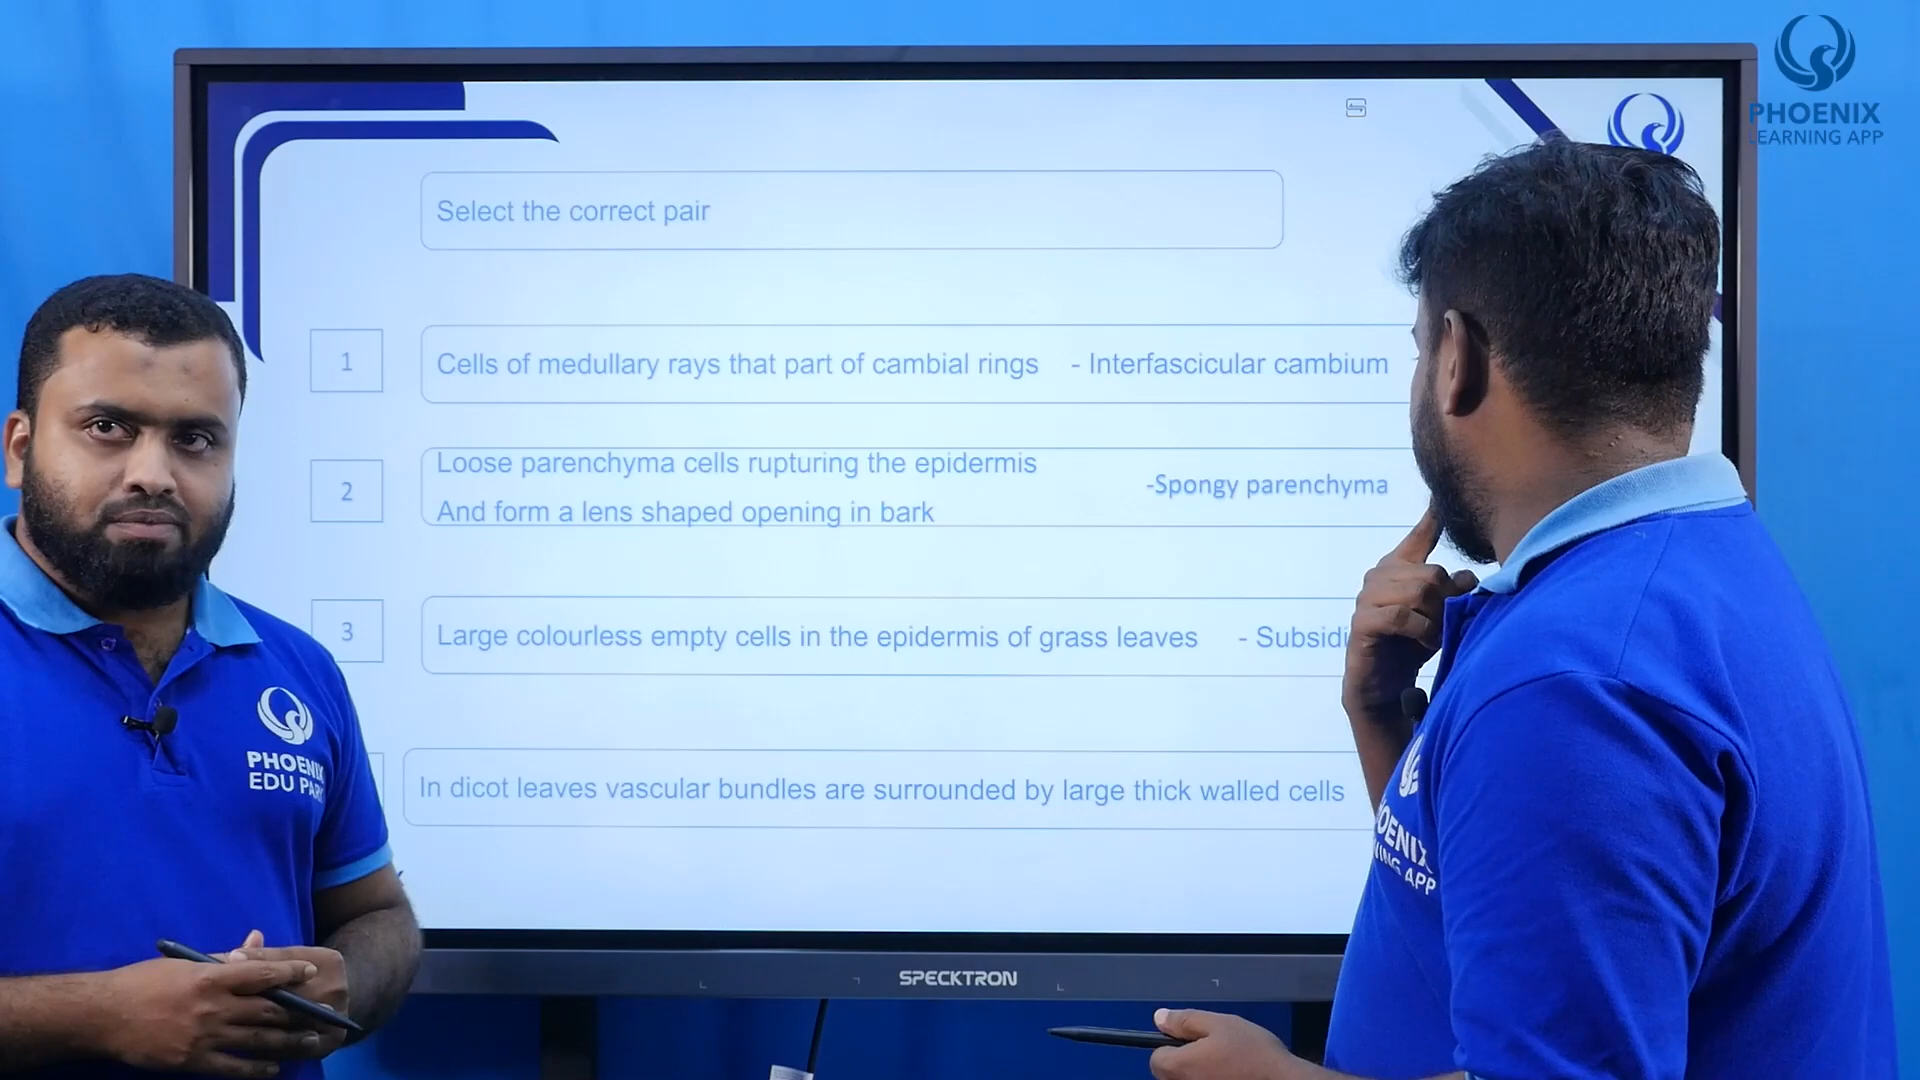 PHOENIX
LEARNING APP
Select the correct pair
1
Cells of medullary rays that part of cambial rings - Interfascicular cambium
2
Loose parenchyma cells rupturing the epidermis
And form a lens shaped opening in bark
-Spongy parenchyma
3
Large colourless empty cells in the epidermis of grass leaves - Subsidi
In dicot leaves vascular bundles are surrounded by large thick walled cells
SPECKTRON
PHOENIX
EDU PARK
APP